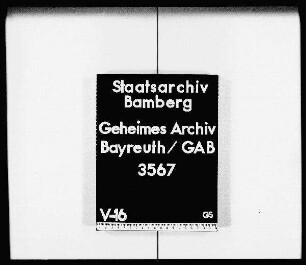 Staatsarchiv
Bamberg
Geheimes Archiv
Bayreuth / GAB
3567
V-16 GS